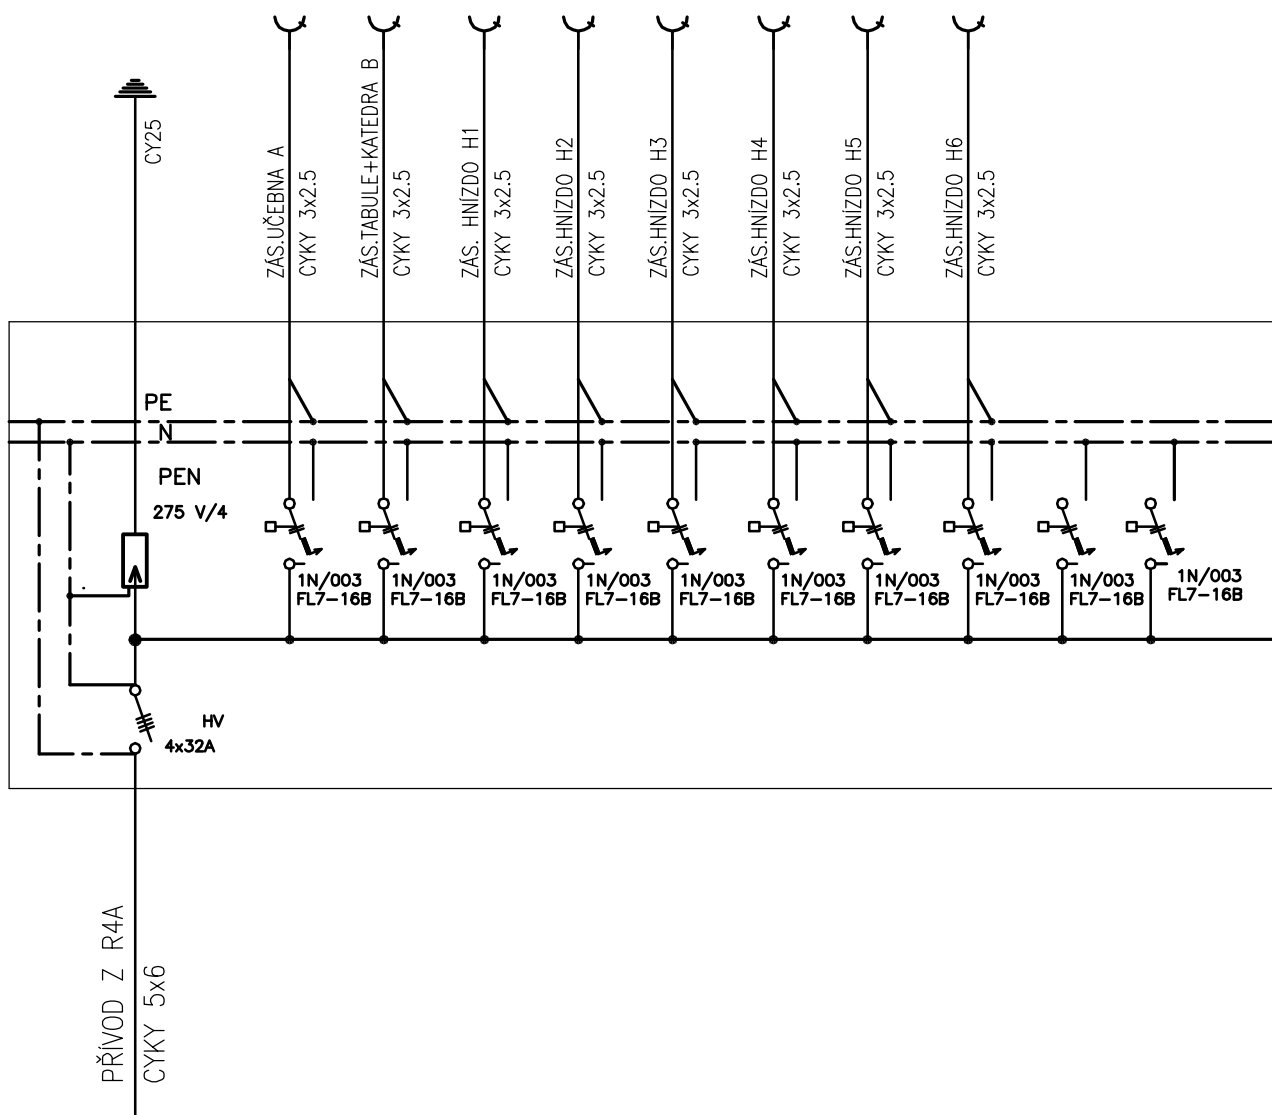 CY25
ZÁS.UČEBNA A
CYKY 3x2.5
ZÁS.TABULE+KATEDRA B
CYKY 3x2.5
ZÁS. HNÍZDO H1
CYKY 3x2.5
ZÁS.HNÍZDO H2
CYKY 3x2.5
ZÁS.HNÍZDO H3
CYKY 3x2.5
ZÁS.HNÍZDO H4
CYKY 3x2.5
ZÁS.HNÍZDO H5
CYKY 3x2.5
ZÁS.HNÍZDO H6
CYKY 3x2.5
PE
N
PEN
275 V/4
1N/003
FL7-16B
1N/003
FL7-16B
1N/003
FL7-16B
1N/003
FL7-16B
1N/003
FL7-16B
1N/003
FL7-16B
1N/003
FL7-16B
1N/003
FL7-16B
1N/003
FL7-16B
1N/003
FL7-16B
HV
4x32A
PŘÍVOD Z R4A
CYKY 5x6